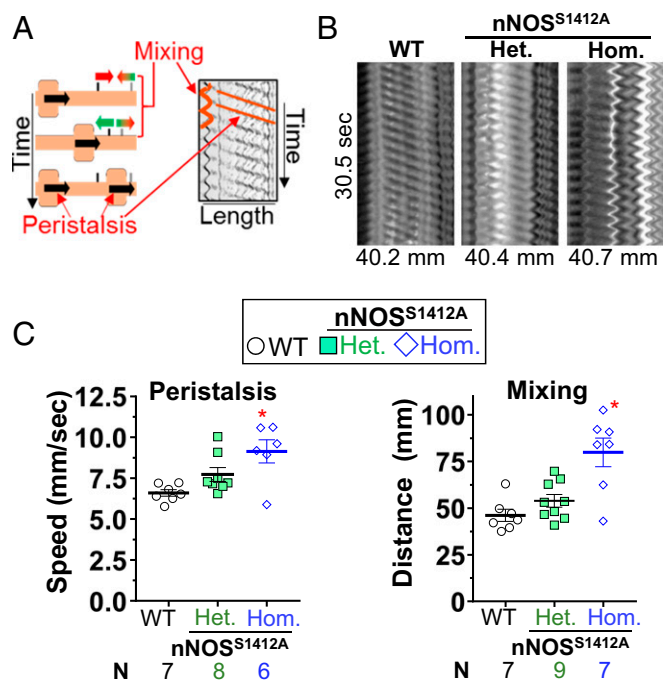 A
Mixing
Time
Peristalsis
Time
Length
B
nNOS^S1412A
WT
Het.
Hom.
30.5 sec
40.2 mm
40.4 mm
40.7 mm
C
nNOS^S1412A
WT
Het.
Hom.
Peristalsis
*
Speed (mm/sec)
12.5
10.0
7.5
5.0
2.5
0.0
WT
Het.
Hom.
nNOS^S1412A
N 7 8 6
Mixing
*
Distance (mm)
100
75
50
25
0
WT
Het.
Hom.
nNOS^S1412A
N 7 9 7